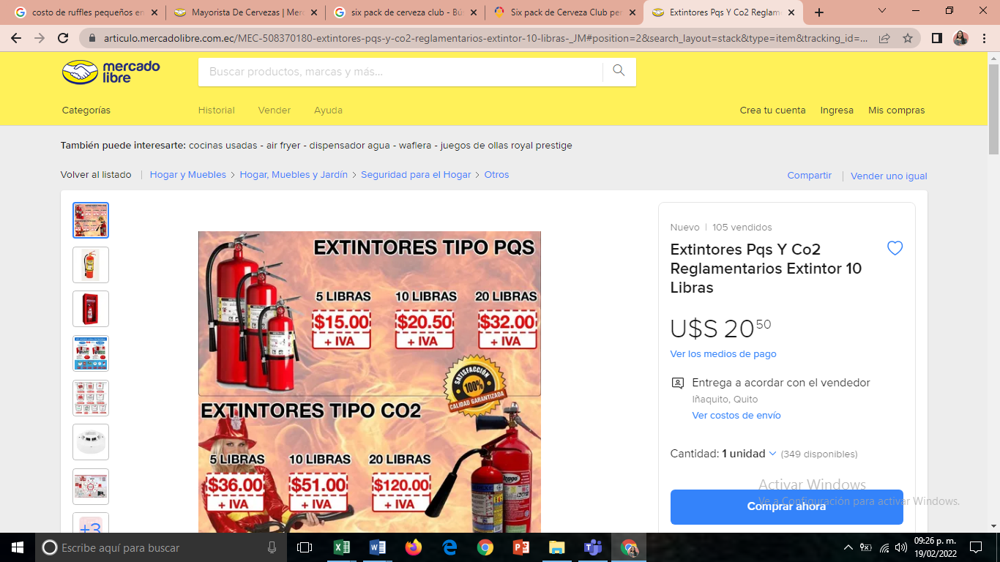 costo de ruffles pequeños en
Mayorista De Cervezas | Merc
six pack de cerveza club - Bú
Six pack de Cerveza Club per
Extintores Pqs Y Co2 Reglam
articulo.mercadolibre.com.ec/MEC-508370180-extintores-pqs-y-co2-reglamentarios-extintor-10-libras-_JM#position=2&search_layout=stack&type=item&tracking_id=...
mercado
libre
Buscar productos, marcas y más...
Categorías Historial Vender Ayuda Crea tu cuenta Ingresa Mis compras
También puede interesarte: cocinas usadas - air fryer - dispensador agua - waflera - juegos de ollas royal prestige
Volver al listado | Hogar y Muebles > Hogar, Muebles y Jardín > Seguridad para el Hogar > Otros
Compartir | Vender uno igual
+3
EXTINTORES TIPO PQS
5 LIBRAS 10 LIBRAS 20 LIBRAS
$15.00 $20.50 $32.00
+ IVA + IVA + IVA
SATISFACCIÓN
100%
CALIDAD GARANTIZADA
EXTINTORES TIPO CO2
5 LIBRAS 10 LIBRAS 20 LIBRAS
$36.00 $51.00 $120.00
+ IVA + IVA + IVA
Nuevo | 105 vendidos
Extintores Pqs Y Co2
Reglamentarios Extintor 10
Libras
U$S 20 50
Ver los medios de pago
Entrega a acordar con el vendedor
Iñaquito, Quito
Ver costos de envío
Cantidad: 1 unidad (349 disponibles)
Activar Windows
Ve a Configuración para activar Windows.
Comprar ahora
Escribe aquí para buscar
09:26 p. m.
19/02/2022